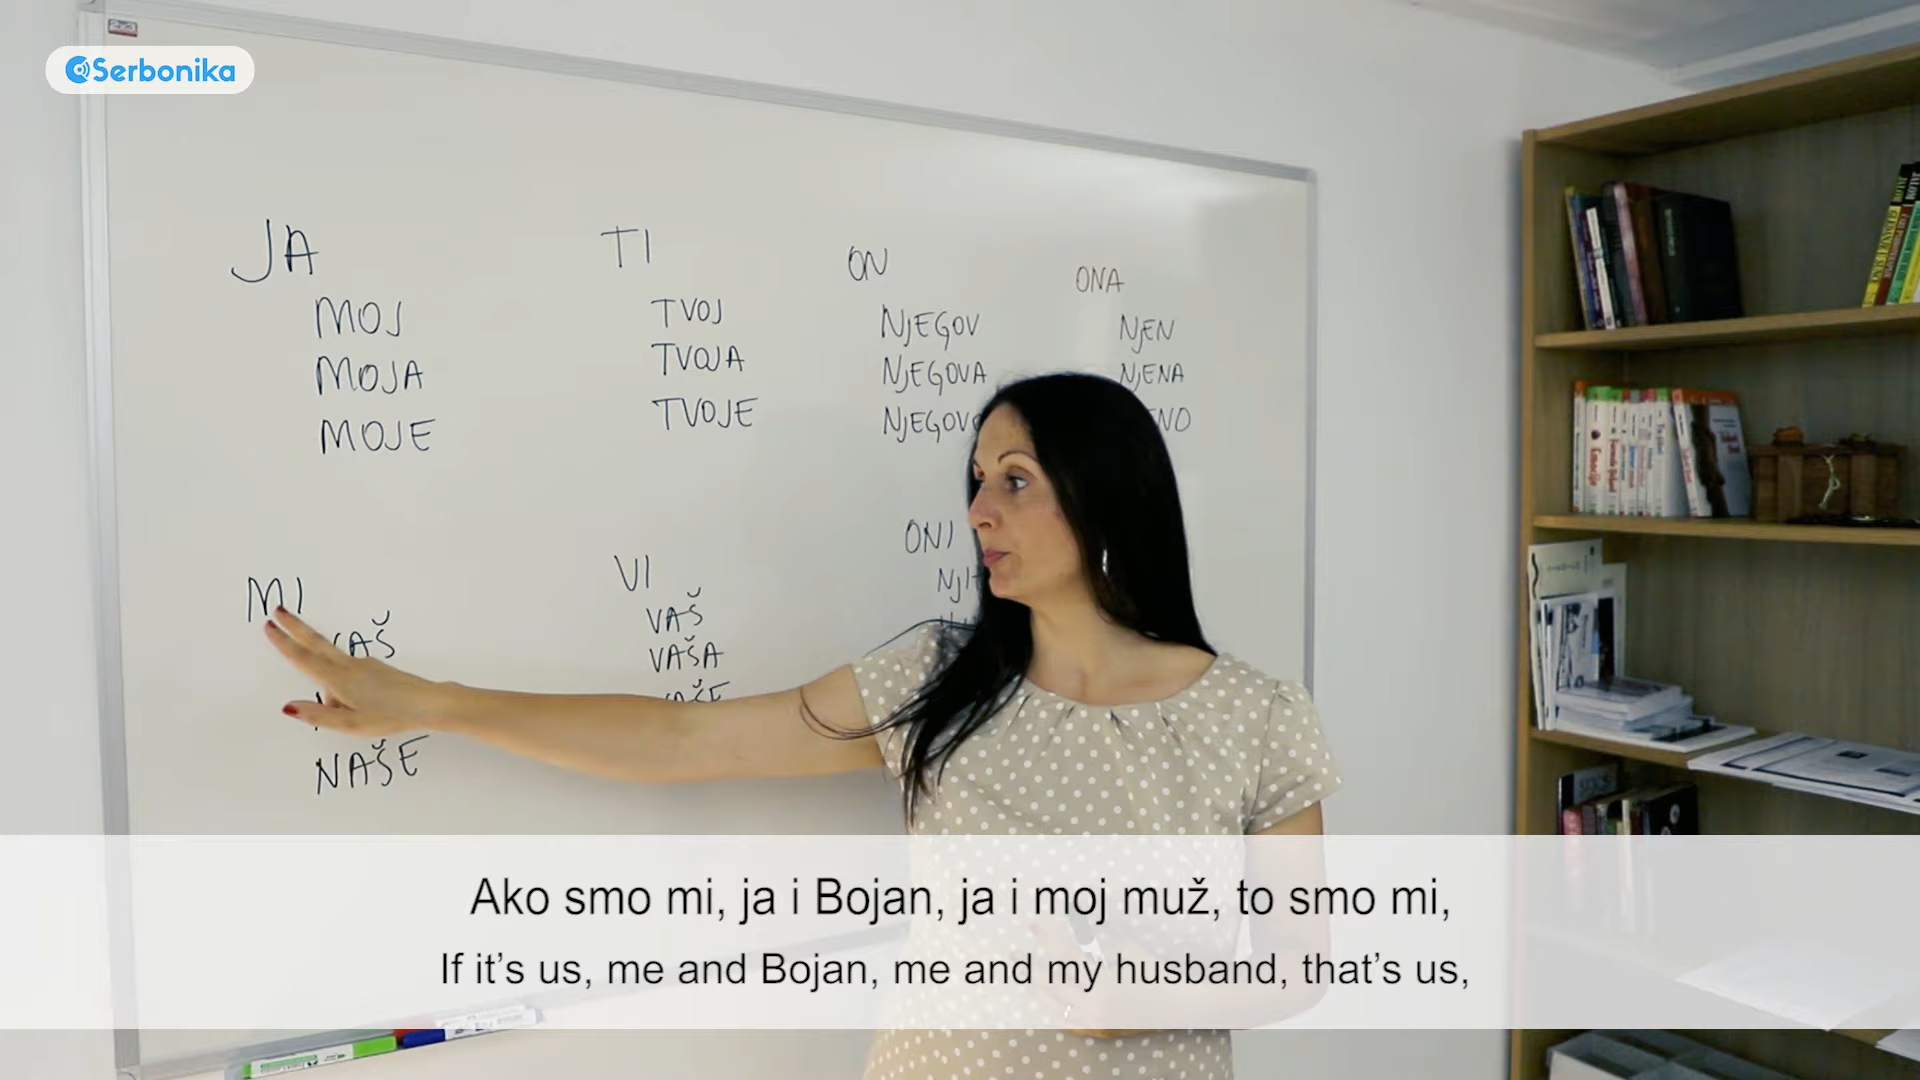 Serbonika
JA
MOJ
MOJA
MOJE
TI
TVOJ
TVOJA
TVOJE
ON
NJEGOV
NJEGOVA
ONA
NJEN
NJENA
MI
NAŠE
VI
VAŠ
VAŠA
ONI
Ako smo mi, ja i Bojan, ja i moj muž, to smo mi,
If it’s us, me and Bojan, me and my husband, that’s us,